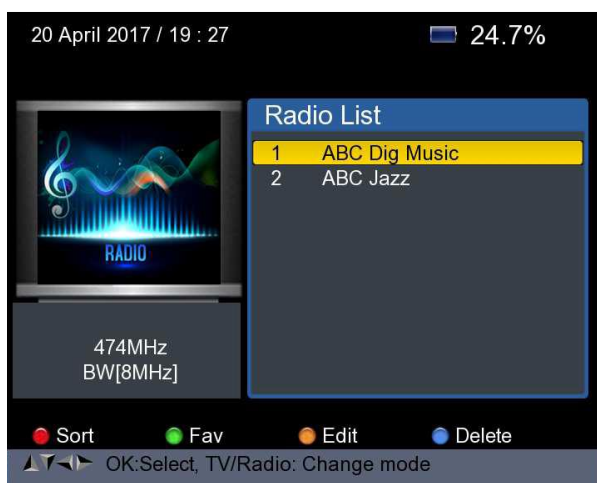 20 April 2017 / 19 : 27
24.7%
Radio List
1 ABC Dig Music
2 ABC Jazz
RADIO
474MHz
BW[8MHz]
Sort Fav Edit Delete
OK:Select, TV/Radio: Change mode